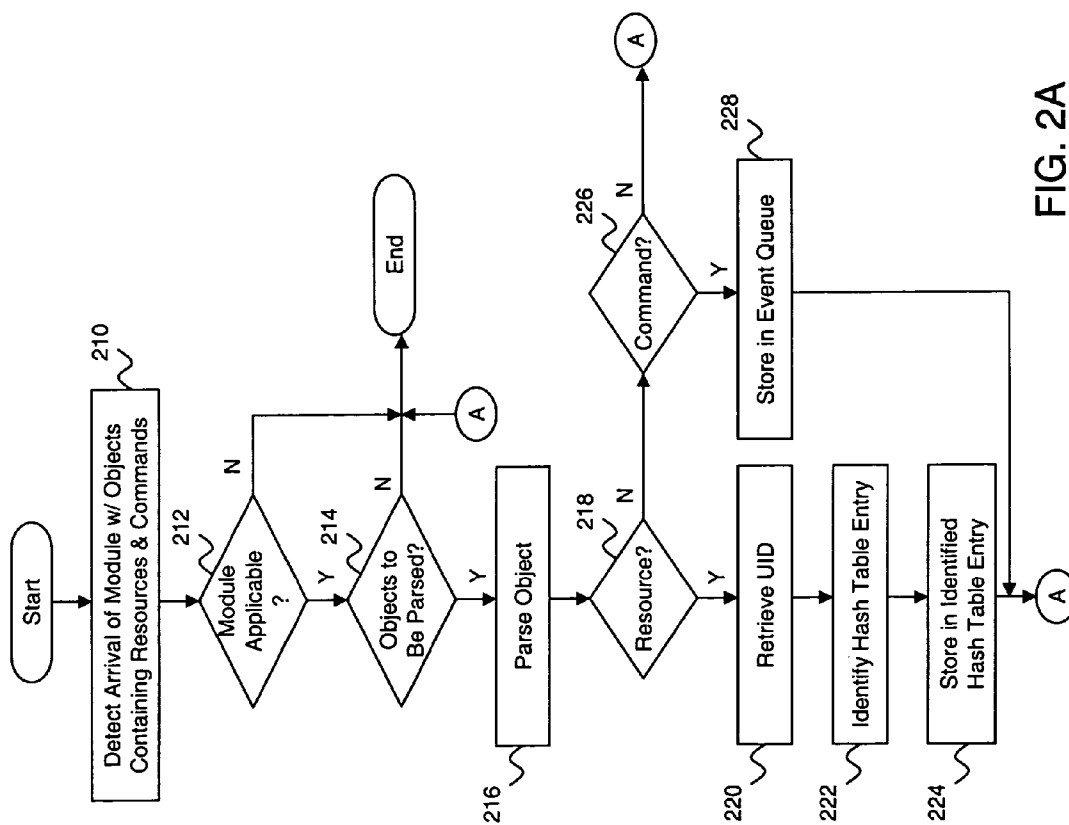 Start
210
Detect Arrival of Module w/ Objects
Containing Resources & Commands
212
Module
Applicable
?
N
Y
End
214
Objects to
Be Parsed?
N
A
Y
216
Parse Object
218
Resource?
N
Y
226
Command?
N
A
Y
228
Store in Event Queue
220
Retrieve UID
222
Identify Hash Table Entry
224
Store in Identified
Hash Table Entry
A
FIG. 2A